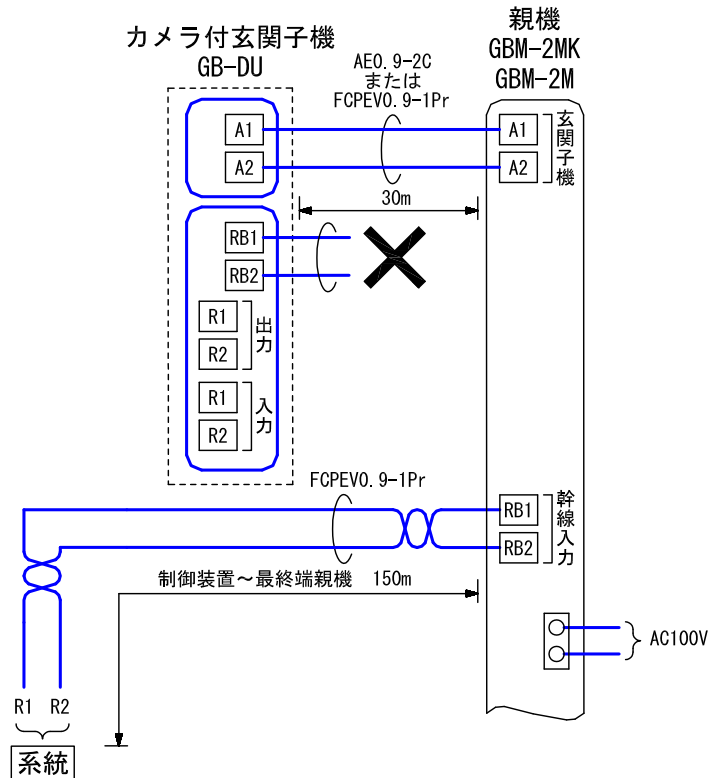 カメラ付玄関子機
GB-DU
AE0.9-2C
または
FCPEV0.9-1Pr
親機
GBM-2MK
GBM-2M
A1
A2
A1
A2
玄関子機
30m
RB1
RB2
R1
R2
出力
R1
R2
入力
FCPEV0.9-1Pr
RB1
RB2
幹線入力
制御装置～最終端親機 150m
AC100V
R1 R2
系統